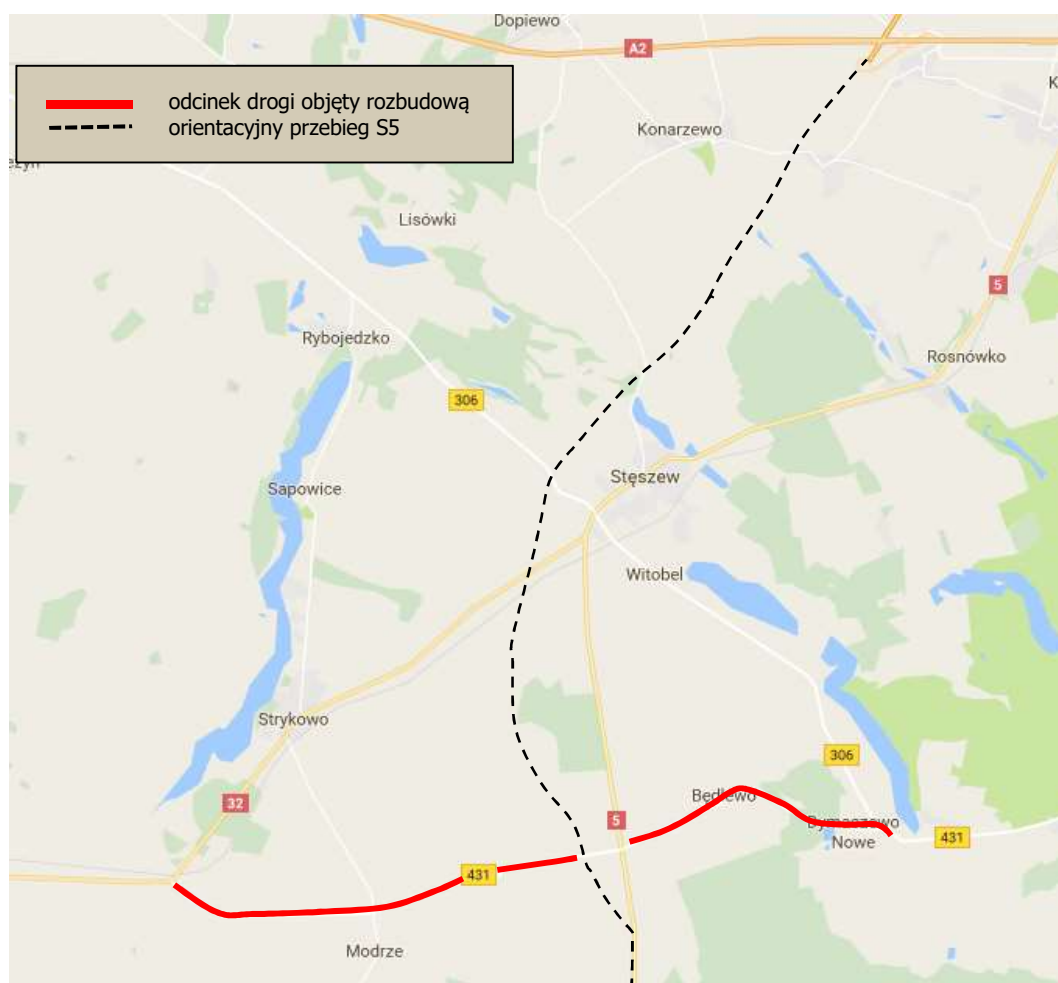 Dopiewo
A2
odcinek drogi objęty rozbudową
orientacyjny przebieg S5
K
Konarzewo
Lisówki
5
Rybojedzko
Rosnówko
306
Stęszew
Sapowice
Witobel
Strykowo
306
32
Będlewo
5
431
Nowe
431
Modrze